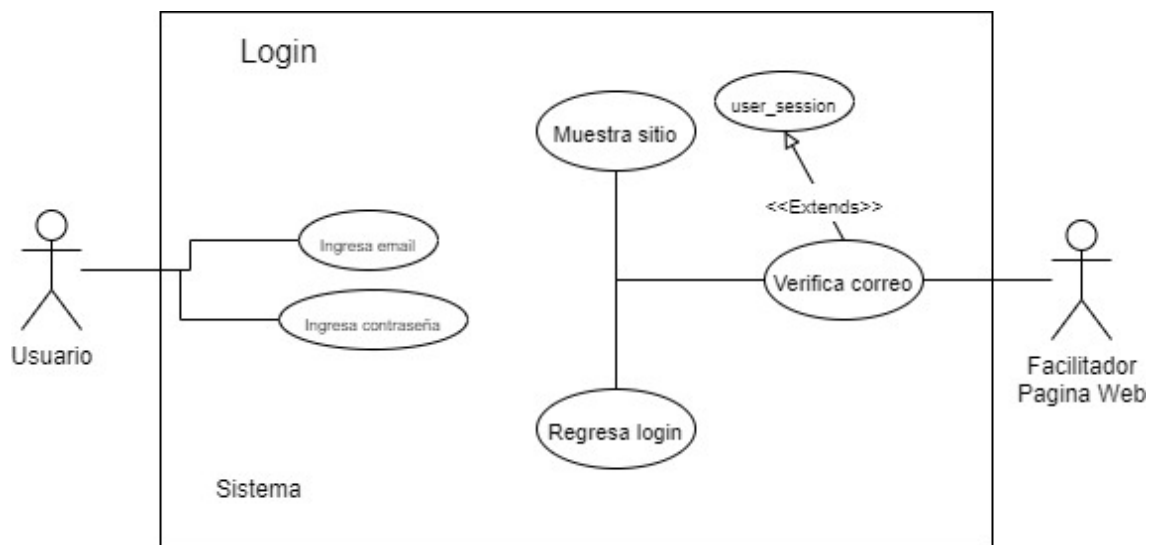 Login
user_session
Muestra sitio
<<Extends>>
Ingresa email
Verifica correo
Ingresa contraseña
Usuario
Facilitador
Pagina Web
Regresa login
Sistema